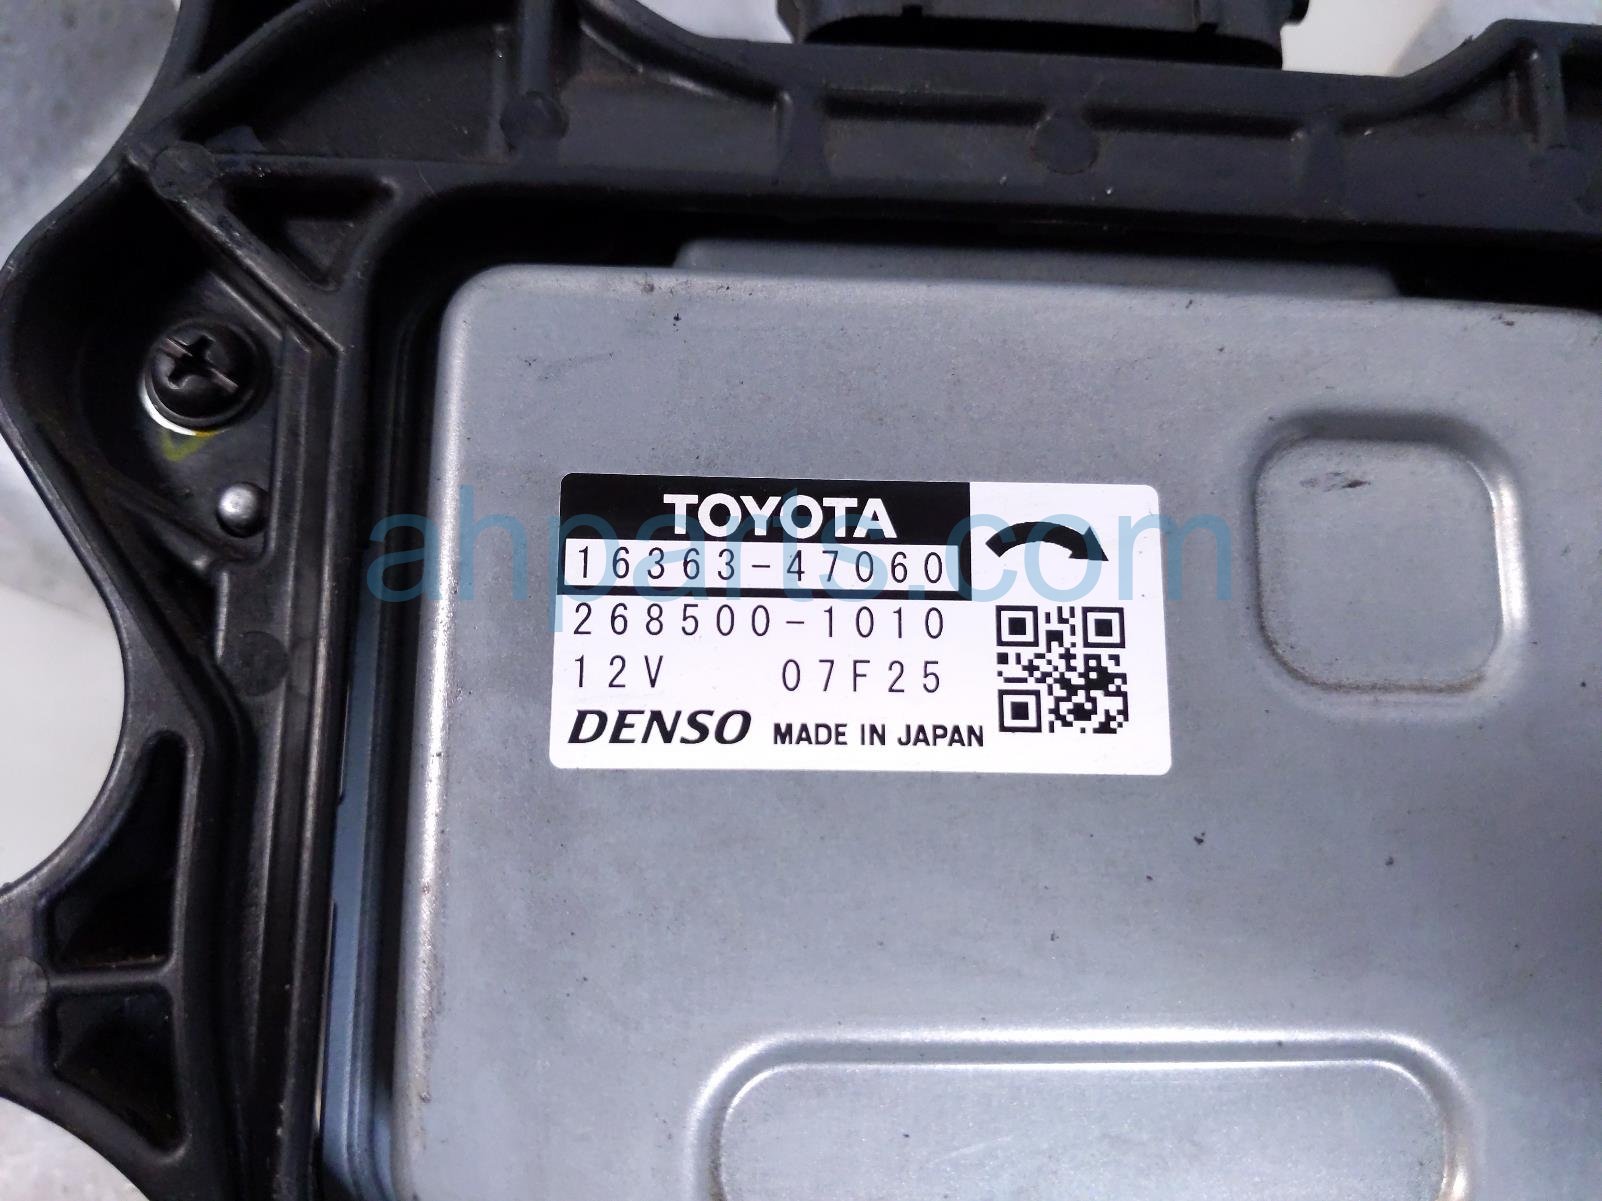 TOYOTA
16363-47060
268500-1010
12V 07F25
DENSO MADE IN JAPAN
ahparts.com